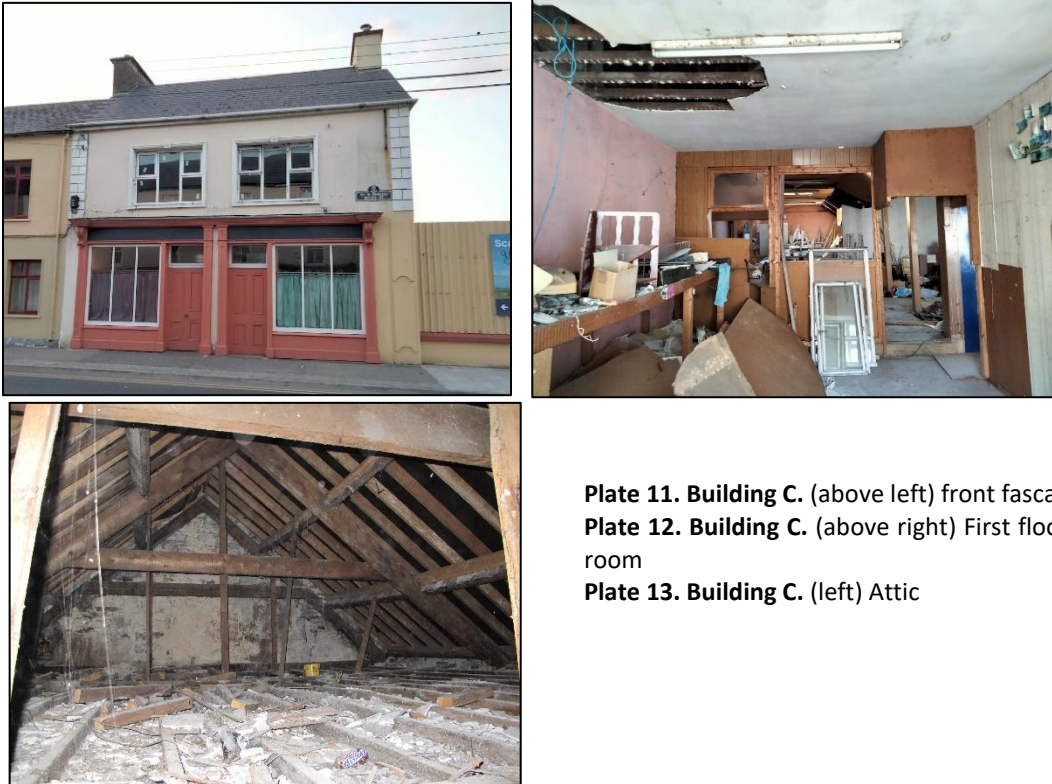 Plate 11. Building C. (above left) front fasca
Plate 12. Building C. (above right) First floo
room
Plate 13. Building C. (left) Attic